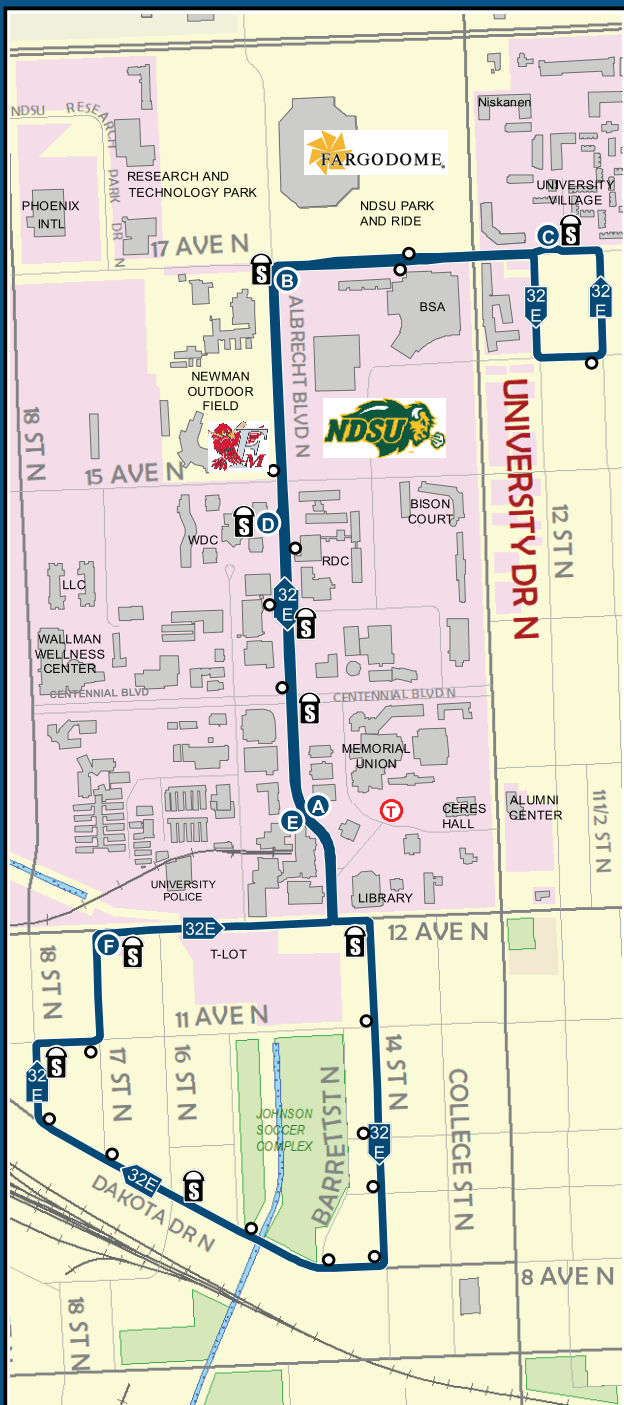 Niskanen
NDSU RESEARCH PARK DR N
FARGODOME
RESEARCH AND
TECHNOLOGY PARK
UNIVERSITY
VILLAGE
PHOENIX
INTL
NDSU PARK
AND RIDE
17 AVE N
C
S
S
B
32
E
32
E
BSA
ALBRECHT BLVD N
NEWMAN
OUTDOOR
FIELD
NDSU
FM
18 ST N
15 AVE N
UNIVERSITY DR N
BISON
COURT
12 ST N
S
D
WDC
RDC
LLC
32
E
S
WALLMAN
WELLNESS
CENTER
CENTENNIAL BLVD
CENTENNIAL BLVD N
S
MEMORIAL
UNION
A
E
T
CERES
HALL
ALUMNI
CENTER
11 1/2 ST N
UNIVERSITY
POLICE
LIBRARY
32E
12 AVE N
F
S
S
T-LOT
18 ST N
11 AVE N
S
32
E
17 ST N
16 ST N
14 ST N
COLLEGE ST N
JOHNSON
SOCCER
COMPLEX
BARRETT ST N
32
E
32E
S
DAKOTA DR N
8 AVE N
18 ST N